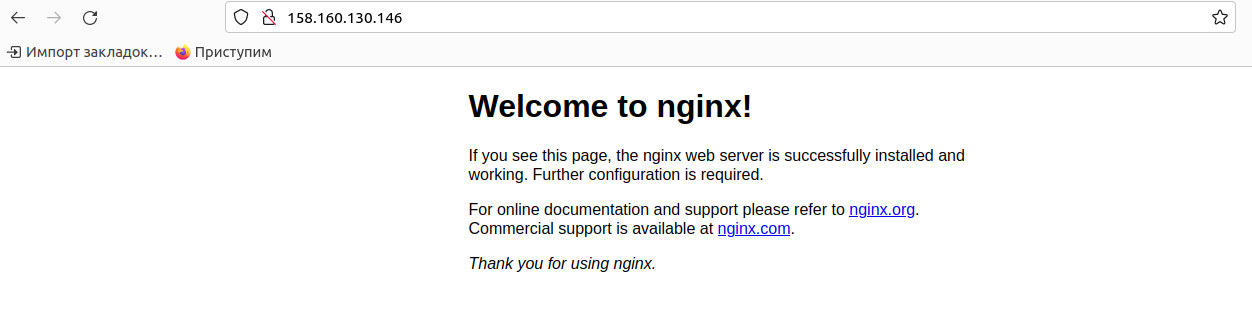 158.160.130.146
Импорт закладок…
Приступим
Welcome to nginx!
If you see this page, the nginx web server is successfully installed and
working. Further configuration is required.
For online documentation and support please refer to nginx.org.
Commercial support is available at nginx.com.
Thank you for using nginx.